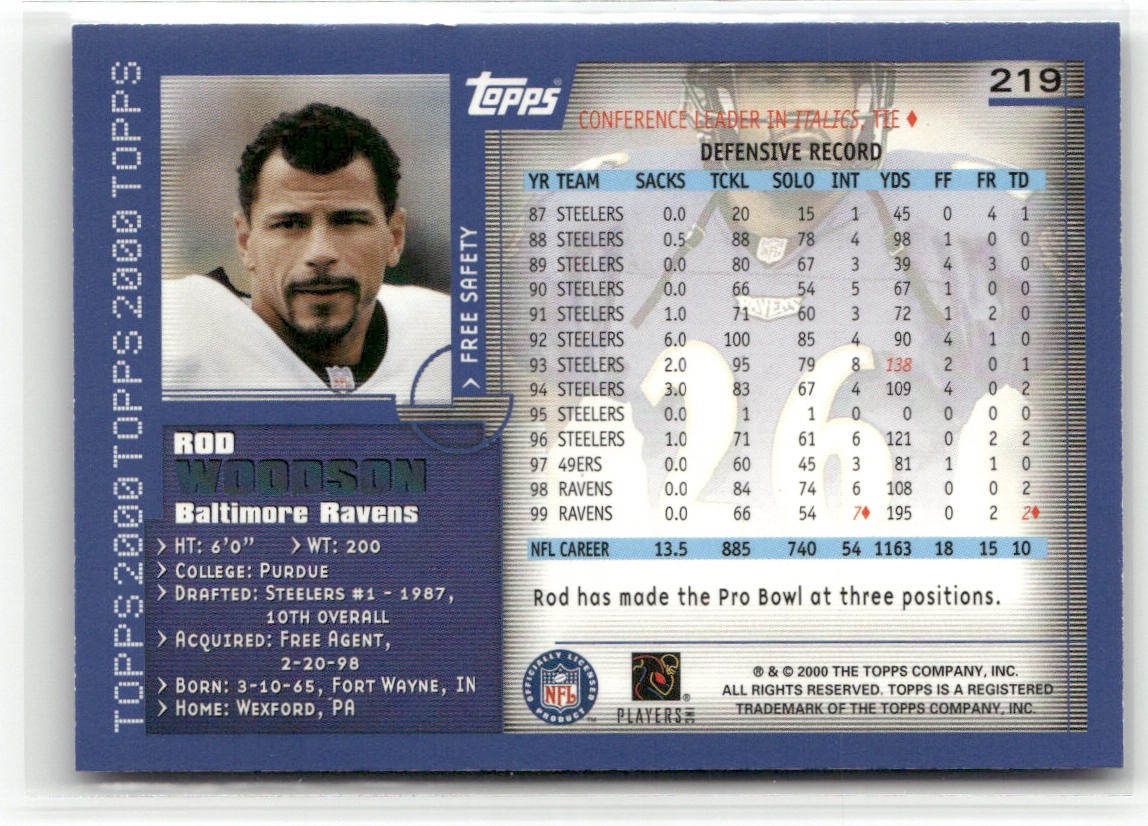 TOPPS2000 TOPPS2000 TOPPS2000 TOPPS
Topps®
219
CONFERENCE LEADER IN ITALICS, TIE ♦
DEFENSIVE RECORD
YR TEAM SACKS TCKL SOLO INT YDS FF FR TD
87 STEELERS 0.0 20 15 1 45 0 4 1
88 STEELERS 0.5 88 78 4 98 1 0 0
89 STEELERS 0.0 80 67 3 39 4 3 0
90 STEELERS 0.0 66 54 5 67 1 0 0
91 STEELERS 1.0 71 60 3 72 1 2 0
92 STEELERS 6.0 100 85 4 90 4 1 0
93 STEELERS 2.0 95 79 8 138 2 0 1
94 STEELERS 3.0 83 67 4 109 4 0 2
95 STEELERS 0.0 1 1 0 0 0 0 0
96 STEELERS 1.0 71 61 6 121 0 2 2
97 49ERS 0.0 60 45 3 81 1 1 0
98 RAVENS 0.0 84 74 6 108 0 0 2
99 RAVENS 0.0 66 54 7♦ 195 0 2 2♦
NFL CAREER 13.5 885 740 54 1163 18 15 10
Rod has made the Pro Bowl at three positions.
NFL
RAVENS
26
> FREE SAFETY
ROD
WOODSON
Baltimore Ravens
> HT: 6'0" > WT: 200
> COLLEGE: PURDUE
> DRAFTED: STEELERS #1 - 1987,
10TH OVERALL
> ACQUIRED: FREE AGENT,
2-20-98
> BORN: 3-10-65, FORT WAYNE, IN
> HOME: WEXFORD, PA
OFFICIALLY LICENSED
NFL
PRODUCT™
PLAYERS INC ®
® & © 2000 THE TOPPS COMPANY, INC.
ALL RIGHTS RESERVED. TOPPS IS A REGISTERED
TRADEMARK OF THE TOPPS COMPANY, INC.